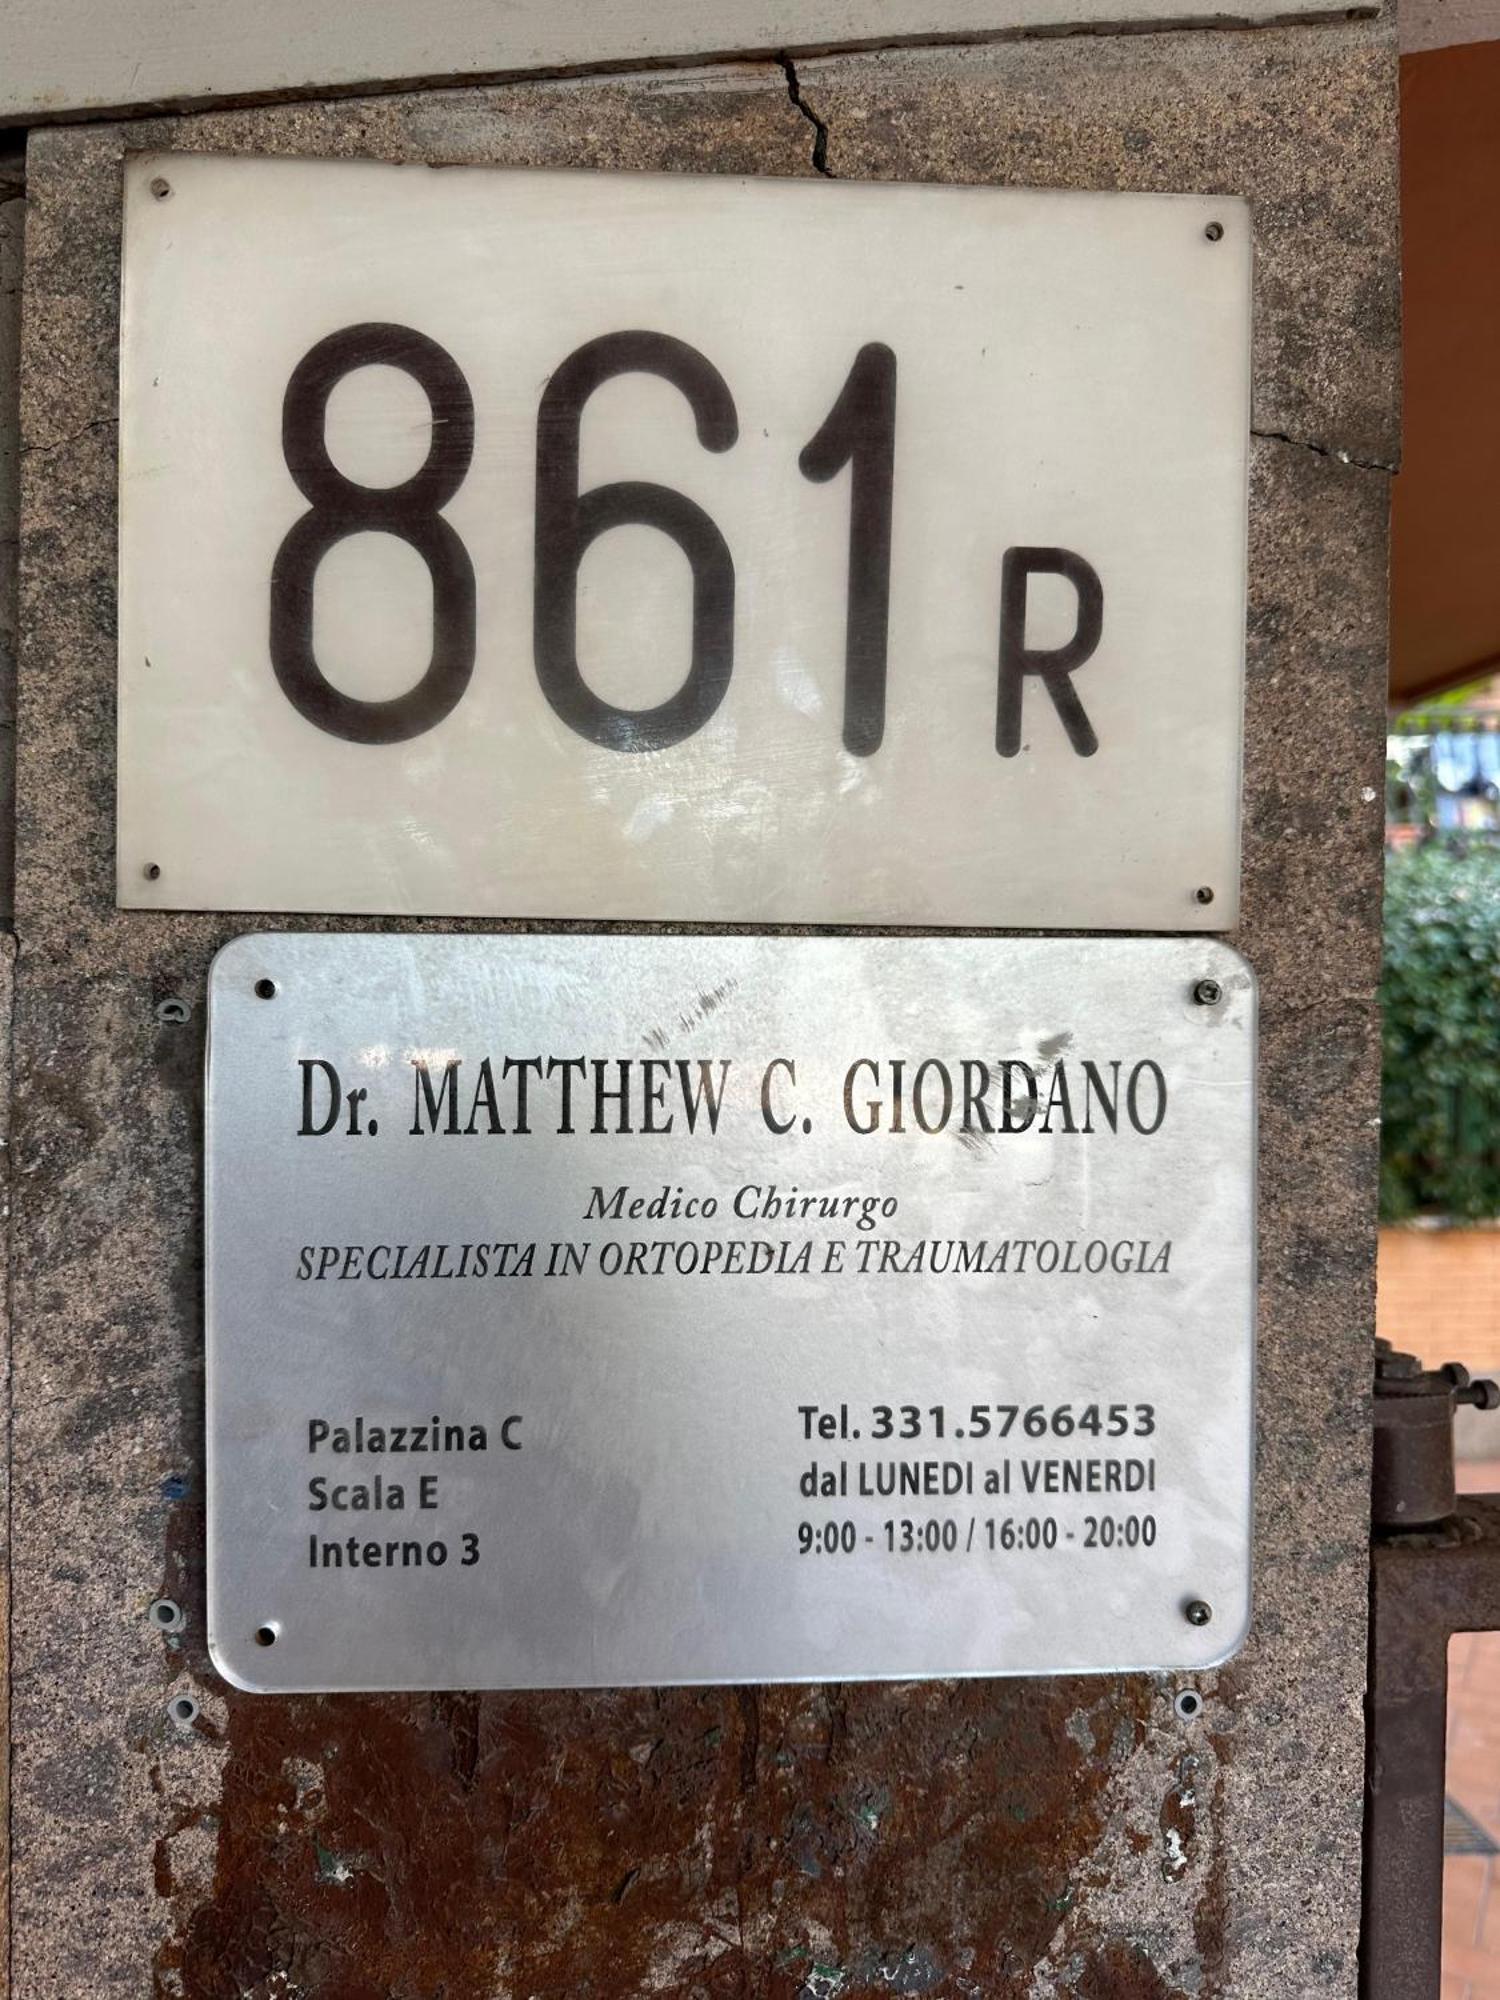 861 R
Dr. MATTHEW C. GIORDANO
Medico Chirurgo
SPECIALISTA IN ORTOPEDIA E TRAUMATOLOGIA
Palazzina C
Scala E
Interno 3
Tel. 331.5766453
dal LUNEDI al VENERDI
9:00 - 13:00 / 16:00 - 20:00